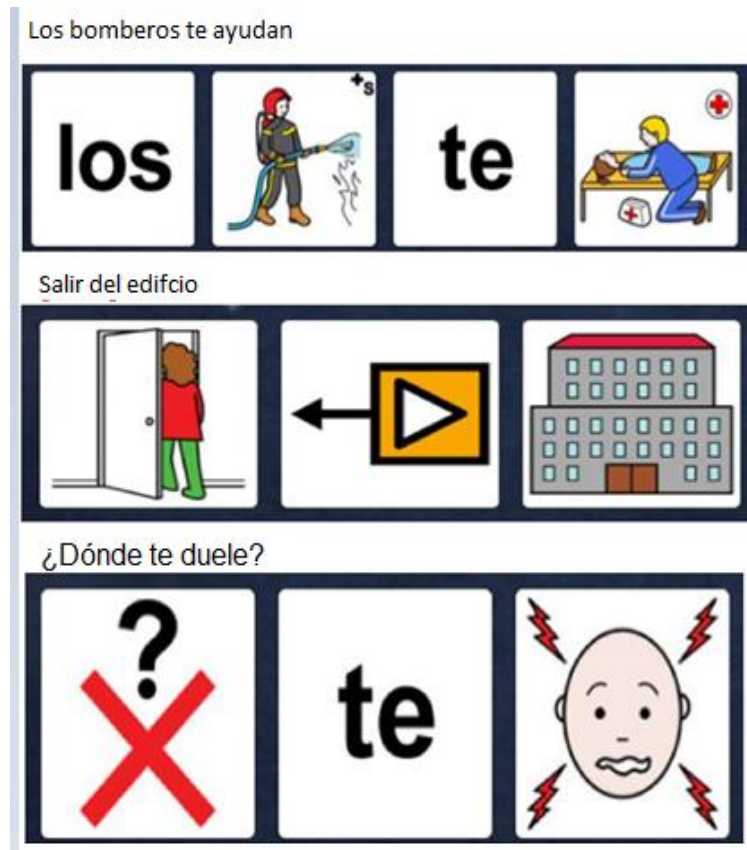 Los bomberos te ayudan
los +s te
Salir del edifcio
¿Dónde te duele?
? te